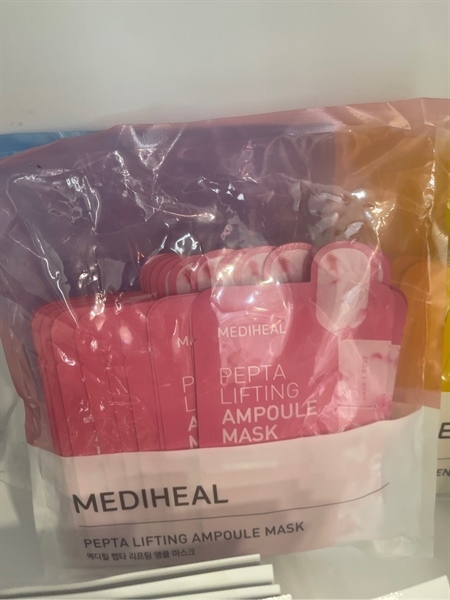 MEDIHEAL
PEPTA
LIFTING
AMPOULE
MASK
MEDIHEAL
PEPTA LIFTING AMPOULE MASK
메디힐 펩타 리프팅 앰플 마스크